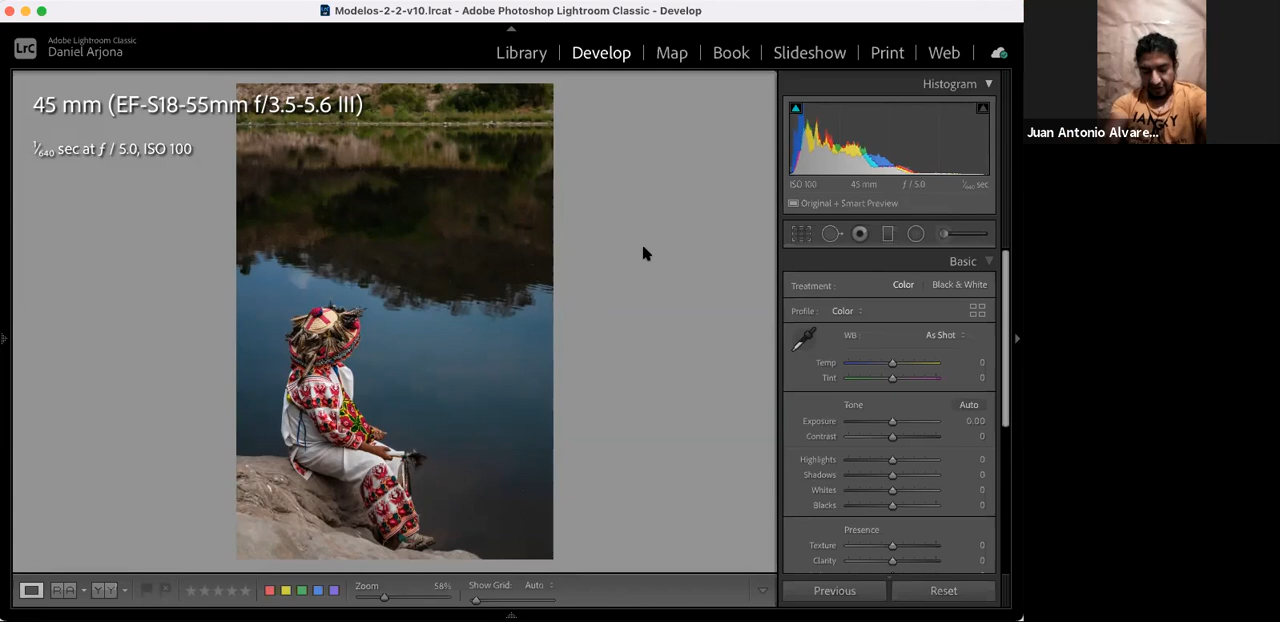 Modelos-2-2-v10.lrcat - Adobe Photoshop Lightroom Classic - Develop
LrC
Adobe Lightroom Classic
Daniel Arjona
Library
Develop
Map
Book
Slideshow
Print
Web
45 mm (EF-S18-55mm f/3.5-5.6 III)
1/640 sec at ƒ / 5.0, ISO 100
Histogram
ISO 100 45 mm ƒ / 5.0 1/640 sec
Original + Smart Preview
Basic
Treatment : Color Black & White
Profile : Color
WB : As Shot
Temp 0
Tint 0
Tone Auto
Exposure 0.00
Contrast 0
Highlights 0
Shadows 0
Whites 0
Blacks 0
Presence
Texture 0
Clarity 0
Zoom 58%
Show Grid: Auto
Previous Reset
Juan Antonio Alvare...